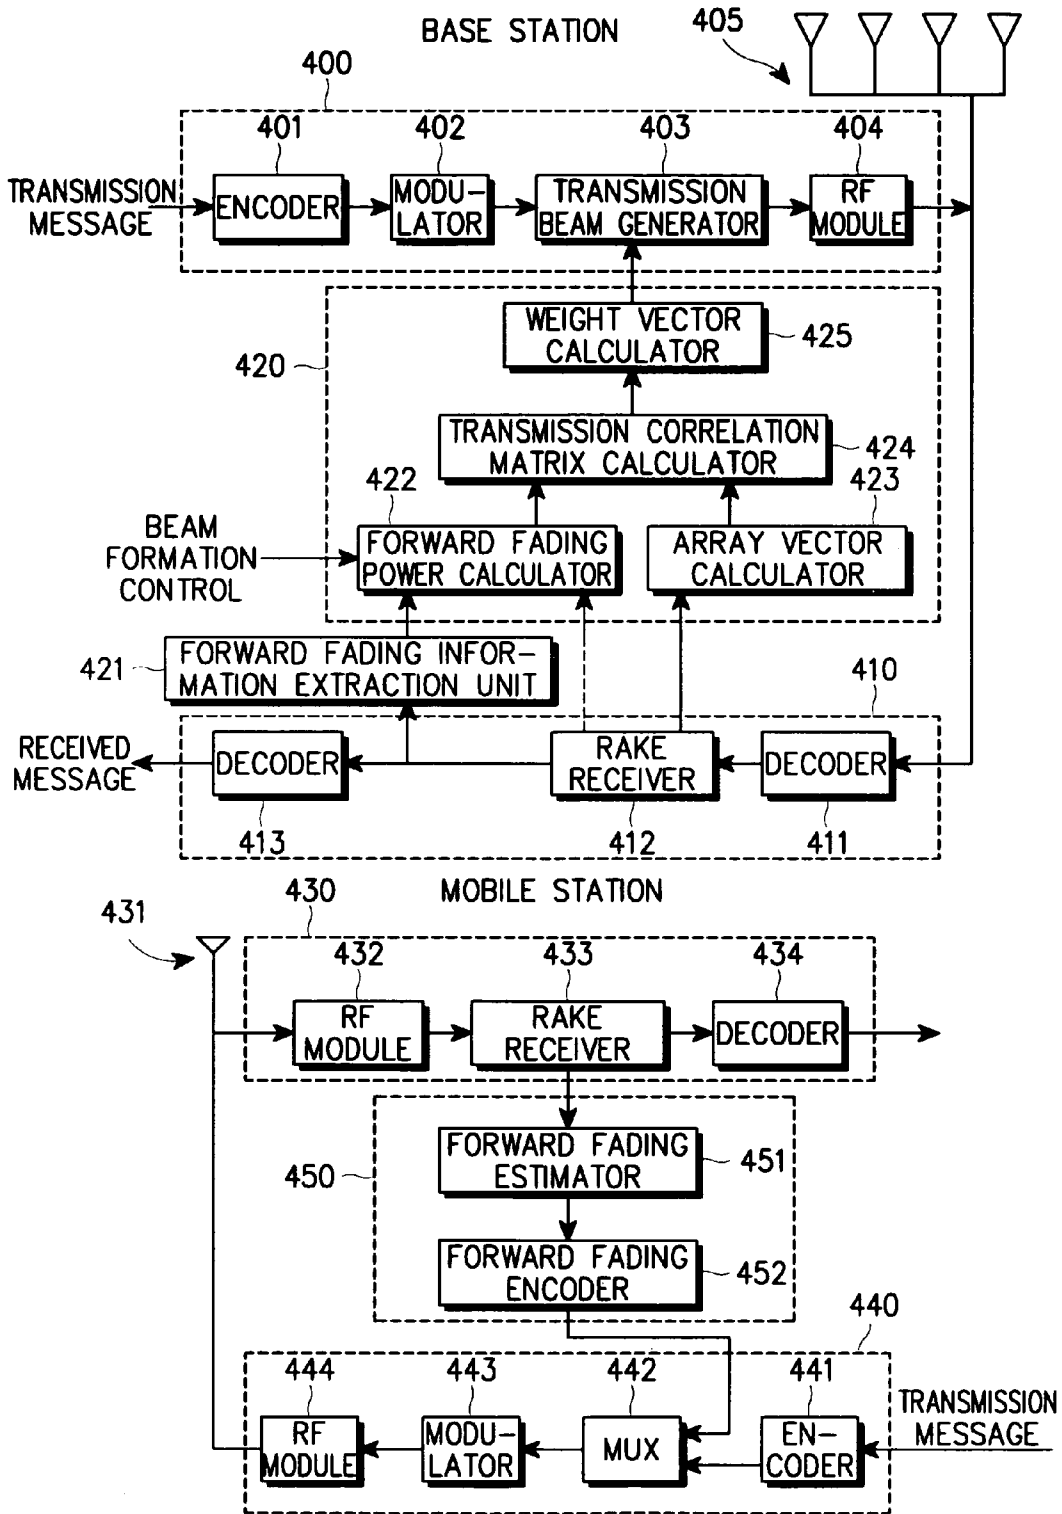 BASE STATION
405
400
401
402
403
404
TRANSMISSION
MESSAGE
ENCODER
MODU-
LATOR
TRANSMISSION
BEAM GENERATOR
RF
MODULE
WEIGHT VECTOR
CALCULATOR
425
420
TRANSMISSION CORRELATION
MATRIX CALCULATOR
424
422
423
BEAM
FORMATION
CONTROL
FORWARD FADING
POWER CALCULATOR
ARRAY VECTOR
CALCULATOR
421
FORWARD FADING INFOR-
MATION EXTRACTION UNIT
410
RECEIVED
MESSAGE
DECODER
RAKE
RECEIVER
DECODER
413
412
411
MOBILE STATION
431
430
432
433
434
RF
MODULE
RAKE
RECEIVER
DECODER
450
FORWARD FADING
ESTIMATOR
451
FORWARD FADING
ENCODER
452
440
444
443
442
441
RF
MODULE
MODU-
LATOR
MUX
EN-
CODER
TRANSMISSION
MESSAGE